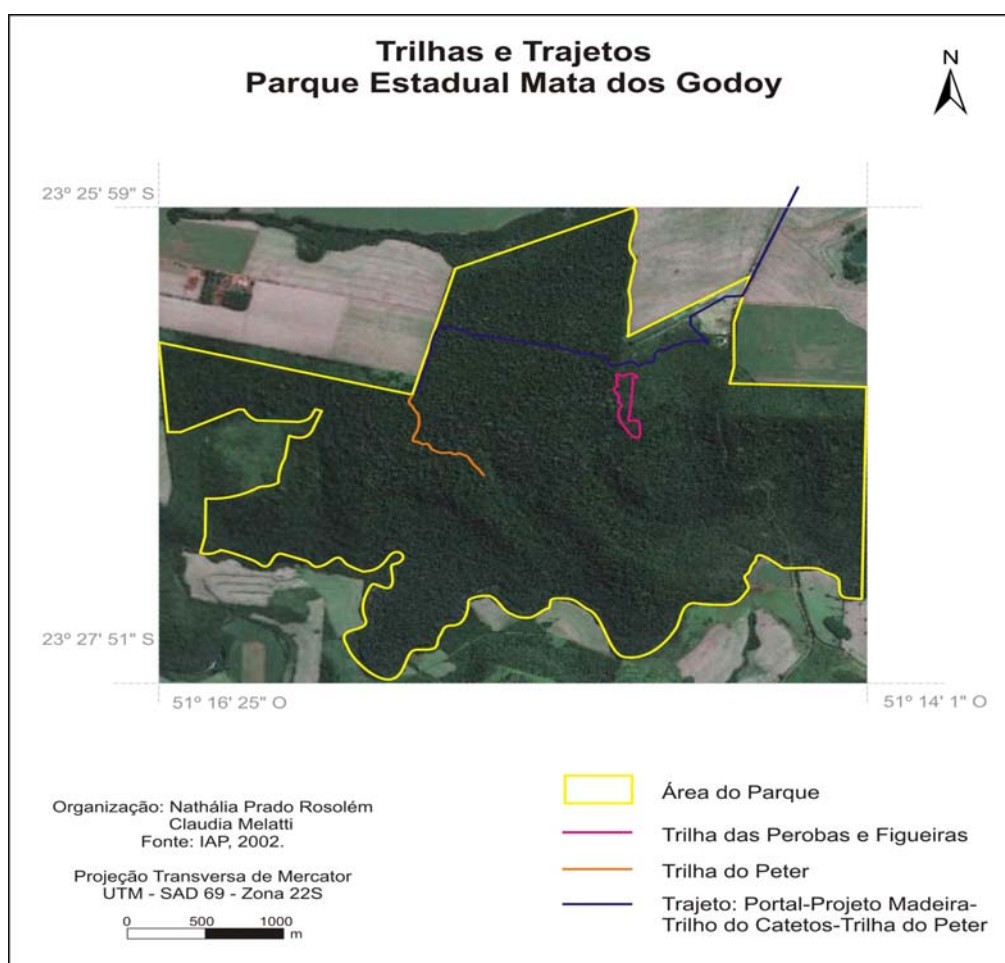 Trilhas e Trajetos
Parque Estadual Mata dos Godoy
N
23º 25' 59" S
23º 27' 51" S
51º 16' 25" O
51º 14' 1" O
Organização: Nathália Prado Rosolém
Claudia Melatti
Fonte: IAP, 2002.
Projeção Transversa de Mercator
UTM - SAD 69 - Zona 22S
0 500 1000
m
Área do Parque
Trilha das Perobas e Figueiras
Trilha do Peter
Trajeto: Portal-Projeto Madeira-
Trilho do Catetos-Trilha do Peter